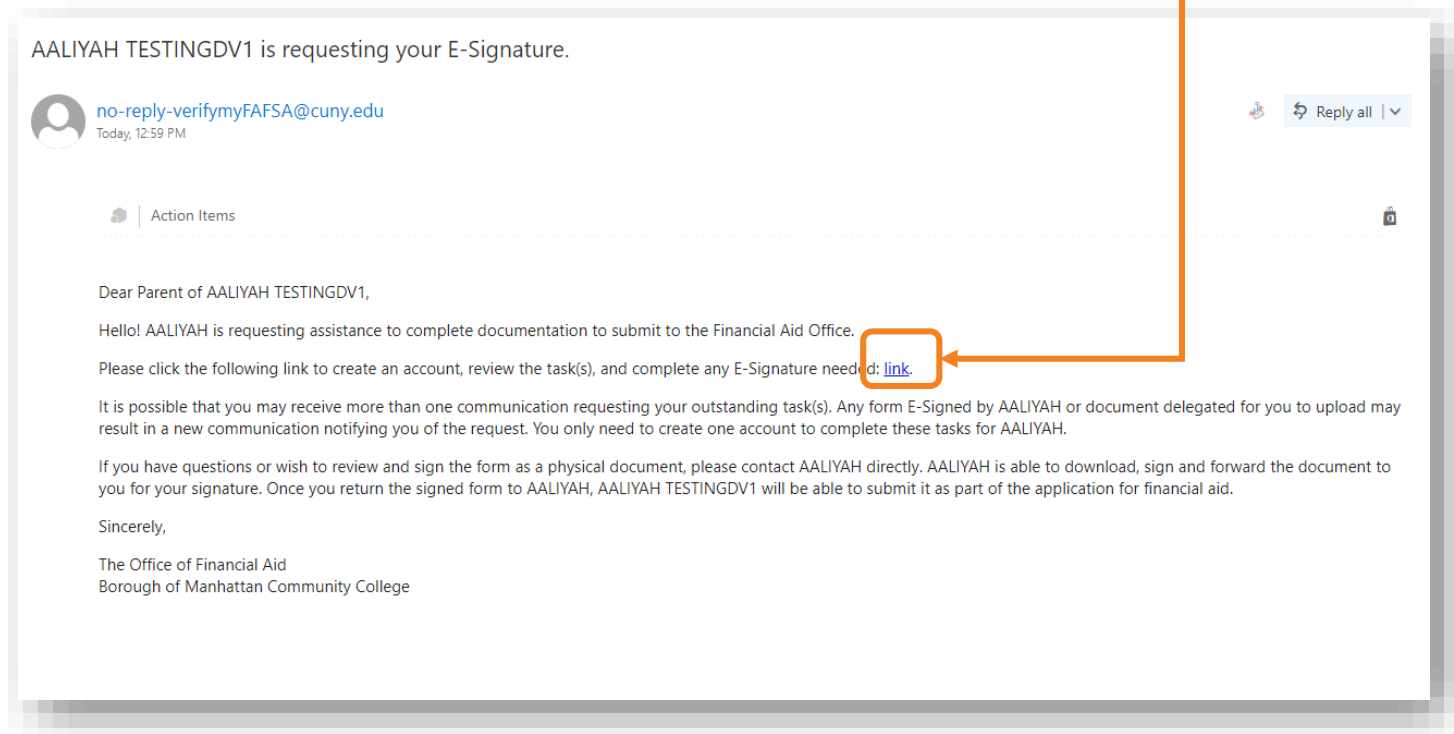 AALIYAH TESTINGDV1 is requesting your E-Signature.
no-reply-verifymyFAFSA@cuny.edu
Today, 12:59 PM
Reply all
Action Items
Dear Parent of AALIYAH TESTINGDV1,
Hello! AALIYAH is requesting assistance to complete documentation to submit to the Financial Aid Office.
Please click the following link to create an account, review the task(s), and complete any E-Signature needed: link.
It is possible that you may receive more than one communication requesting your outstanding task(s). Any form E-Signed by AALIYAH or document delegated for you to upload may
result in a new communication notifying you of the request. You only need to create one account to complete these tasks for AALIYAH.
If you have questions or wish to review and sign the form as a physical document, please contact AALIYAH directly. AALIYAH is able to download, sign and forward the document to
you for your signature. Once you return the signed form to AALIYAH, AALIYAH TESTINGDV1 will be able to submit it as part of the application for financial aid.
Sincerely,
The Office of Financial Aid
Borough of Manhattan Community College